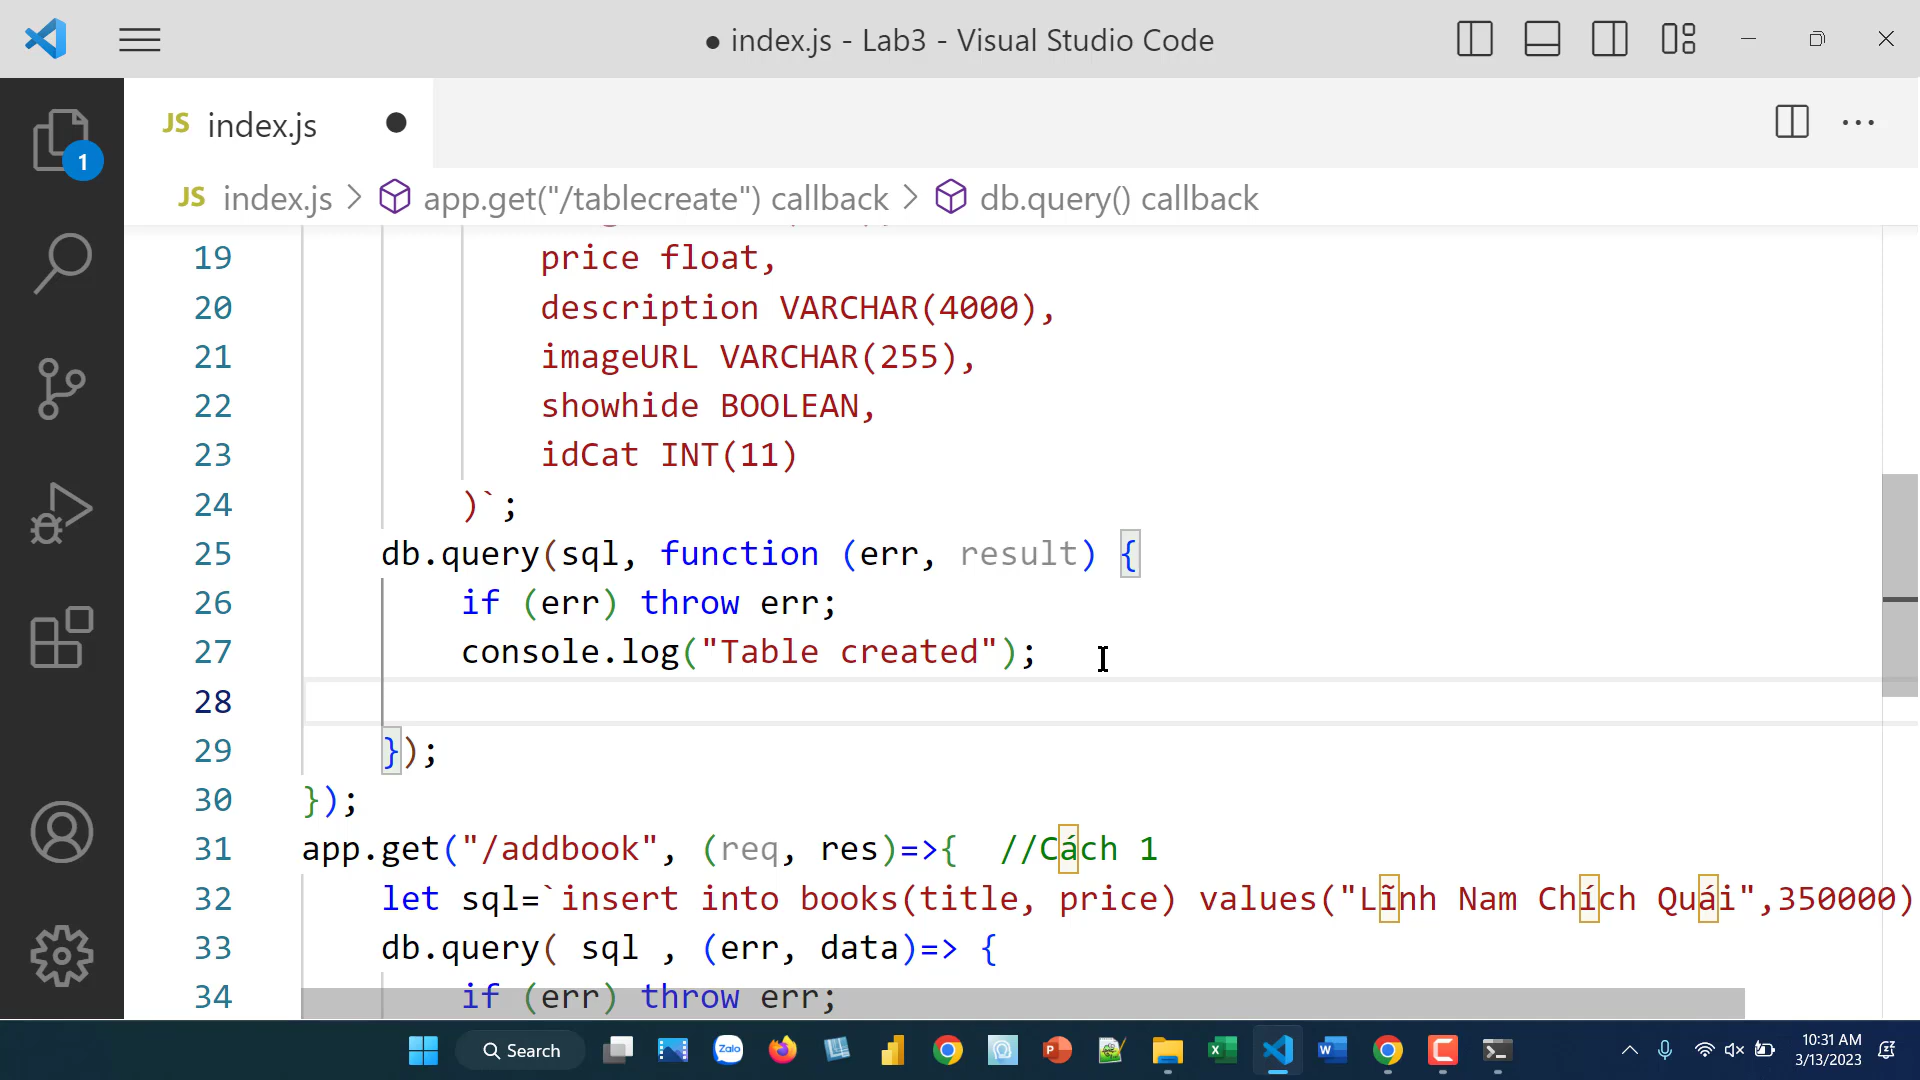 ● index.js - Lab3 - Visual Studio Code
JS index.js ●
JS index.js > app.get("/tablecreate") callback > db.query() callback
19 price float,
20 description VARCHAR(4000),
21 imageURL VARCHAR(255),
22 showhide BOOLEAN,
23 idCat INT(11)
24 )`;
25 db.query(sql, function (err, result) {
26 if (err) throw err;
27 console.log("Table created");
28
29 });
30 });
31 app.get("/addbook", (req, res)=>{ //Cách 1
32 let sql=`insert into books(title, price) values("Lĩnh Nam Chích Quái",350000)
33 db.query( sql , (err, data)=> {
34 if (err) throw err;
1
Search
Zalo
10:31 AM
3/13/2023